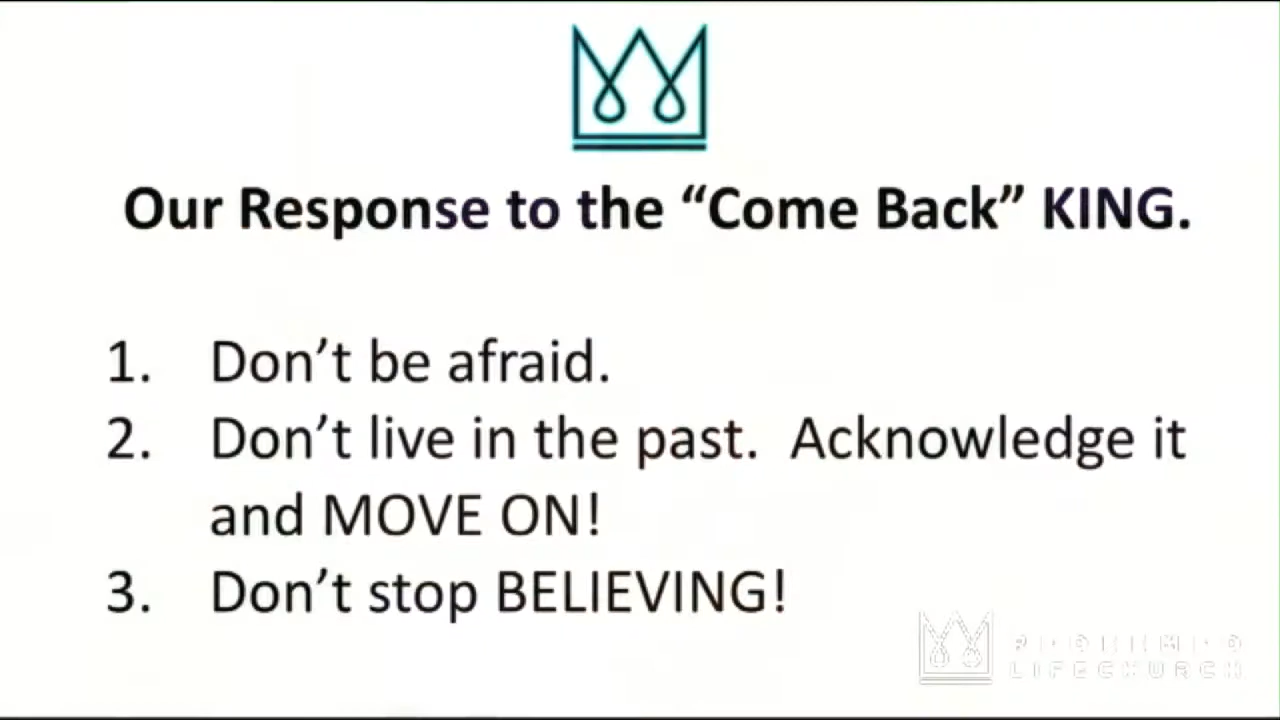 Our Response to the “Come Back” KING.
1. Don’t be afraid.
2. Don’t live in the past. Acknowledge it
and MOVE ON!
3. Don’t stop BELIEVING!
LIFECHURCH